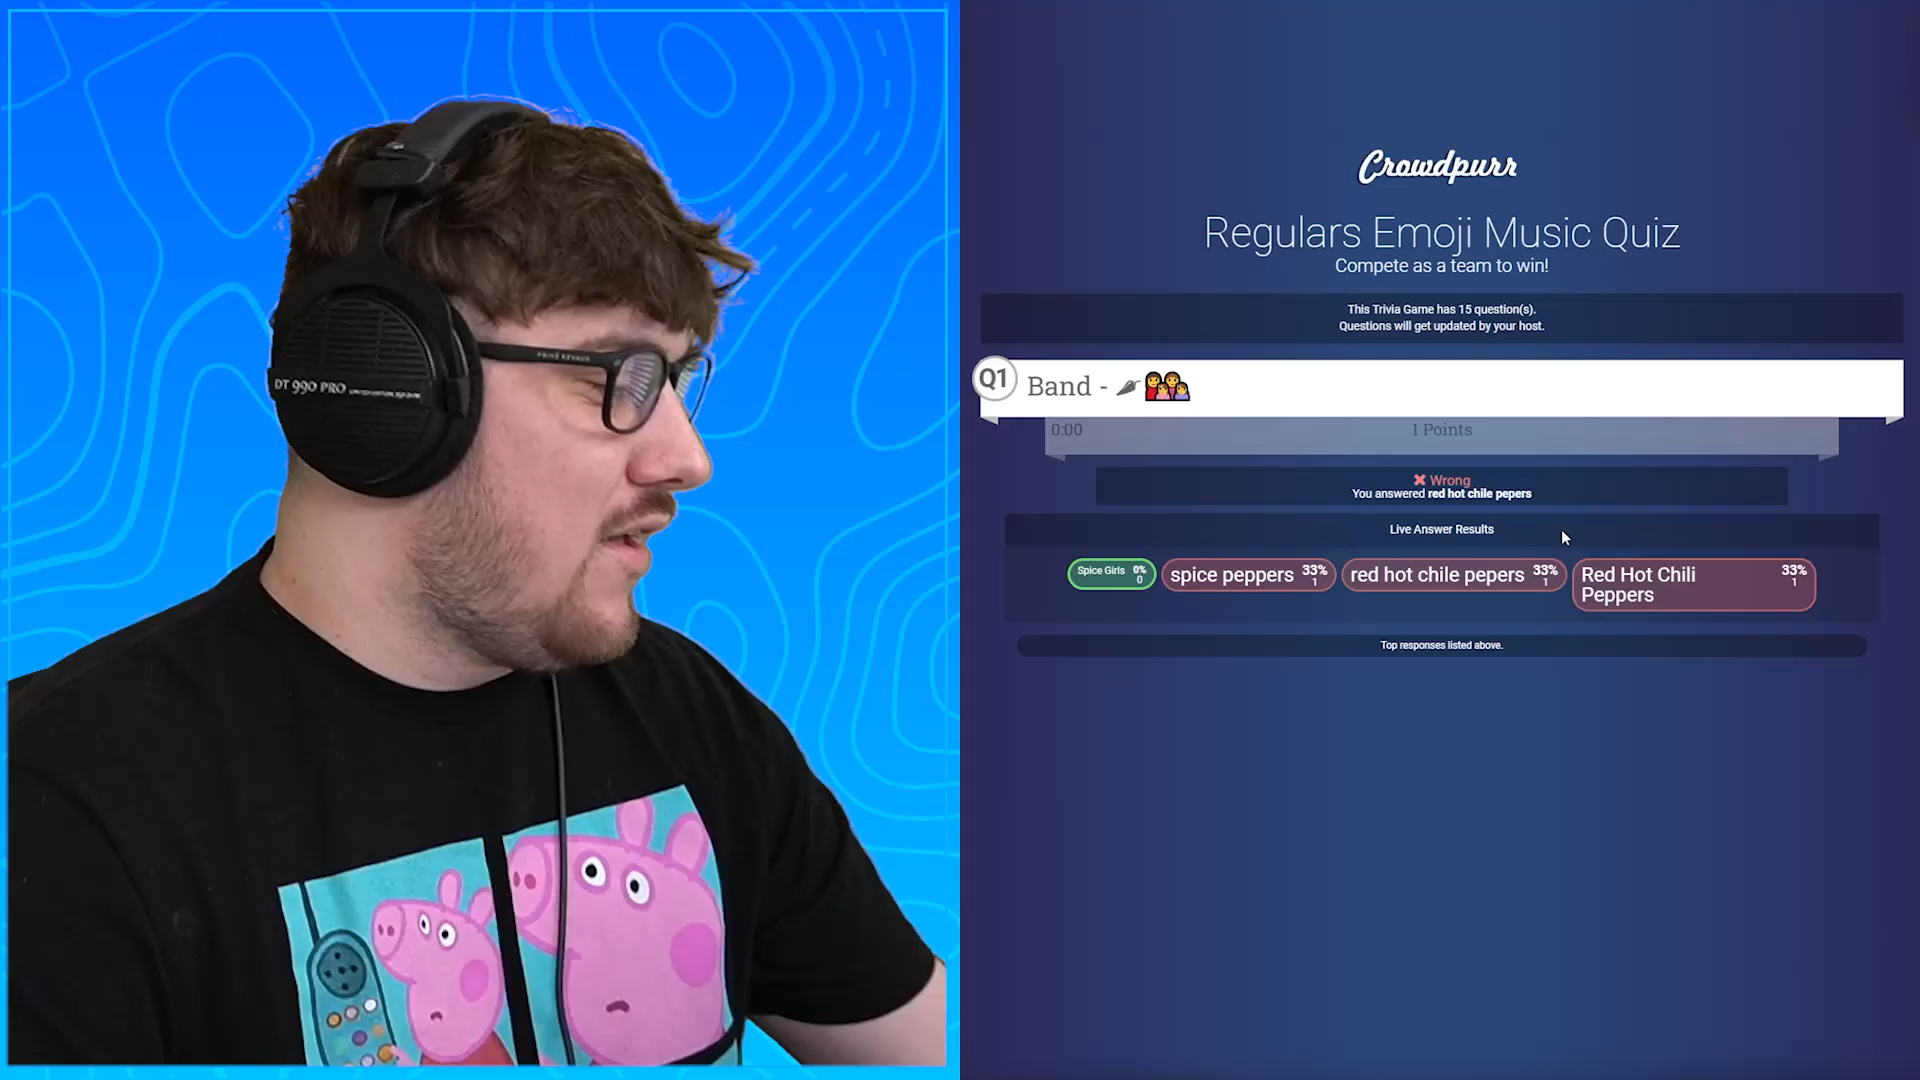 DT 990 PRO
PRIVÉ REVAUX
Crowdpurr
Regulars Emoji Music Quiz
Compete as a team to win!
This Trivia Game has 15 question(s).
Questions will get updated by your host.
Q1 Band - 🌶️👩‍👩‍👧‍👧
0:00 1 Points
✖ Wrong
You answered red hot chile pepers
Live Answer Results
Spice Girls 0% 0
spice peppers 33% 1
red hot chile pepers 33% 1
Red Hot Chili Peppers 33% 1
Top responses listed above.